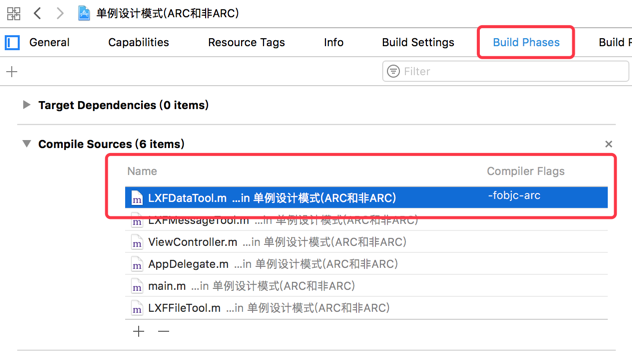 单例设计模式(ARC和非ARC)
General Capabilities Resource Tags Info Build Settings Build Phases Build
Filter
Target Dependencies (0 items)
Compile Sources (6 items)
Name Compiler Flags
LXFDataTool.m ...in 单例设计模式(ARC和非ARC) -fobjc-arc
LXFMessageTool.m ...in 单例设计模式(ARC和非ARC)
ViewController.m ...in 单例设计模式(ARC和非ARC)
AppDelegate.m ...in 单例设计模式(ARC和非ARC)
main.m ...in 单例设计模式(ARC和非ARC)
LXFFileTool.m ...in 单例设计模式(ARC和非ARC)